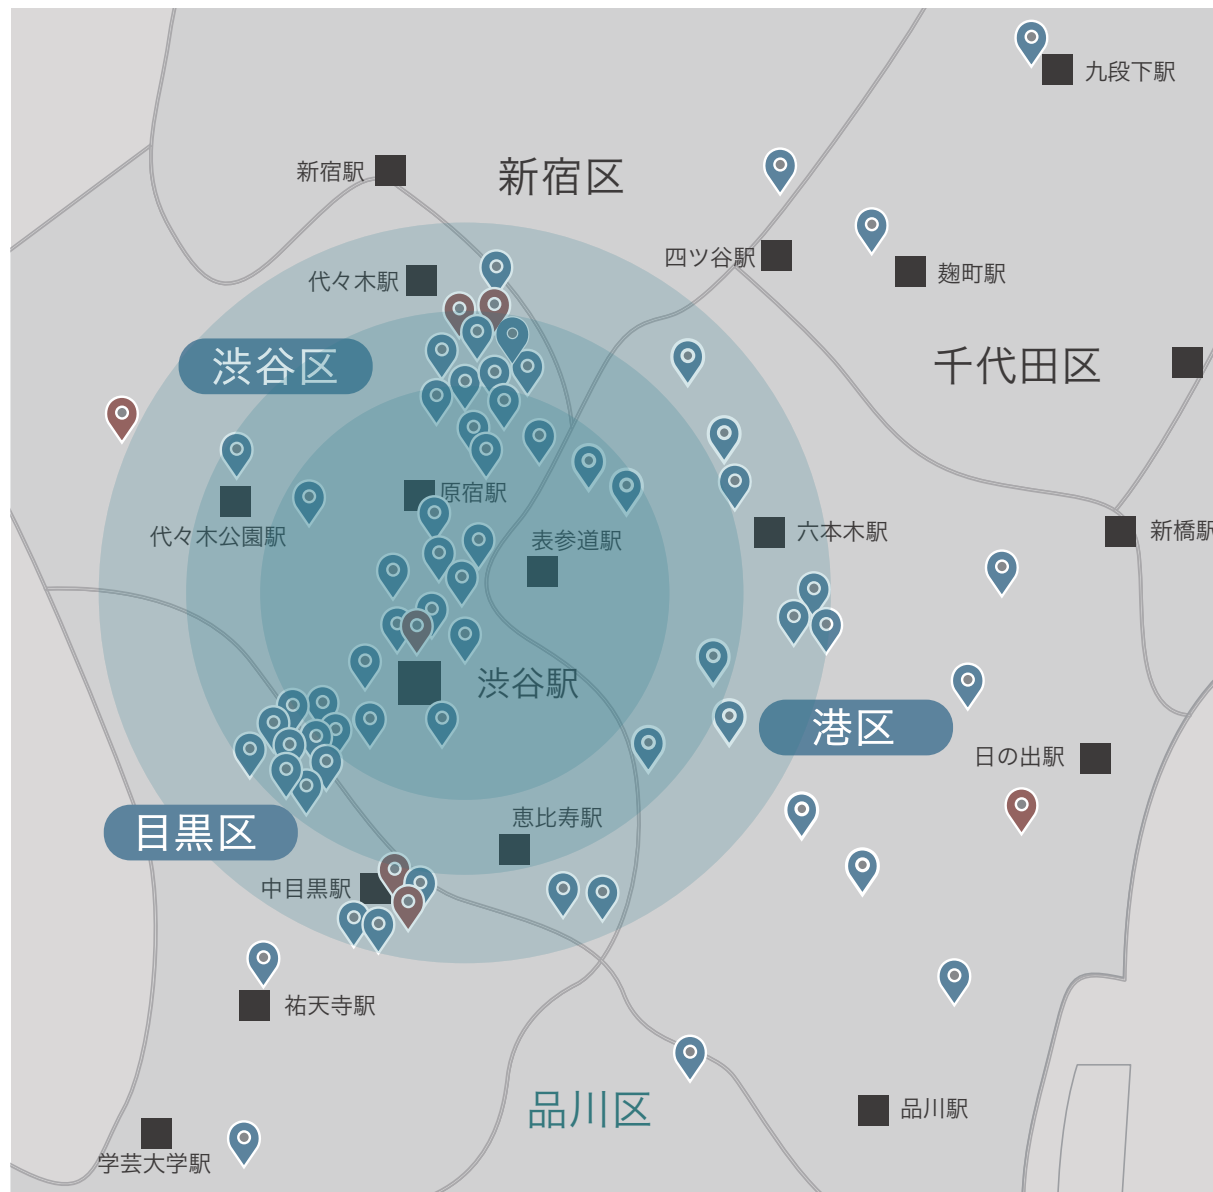 九段下駅
新宿駅
新宿区
四ツ谷駅
麹町駅
代々木駅
渋谷区
千代田区
原宿駅
代々木公園駅
表参道駅
六本木駅
新橋駅
渋谷駅
港区
日の出駅
恵比寿駅
目黒区
中目黒駅
祐天寺駅
品川区
品川駅
学芸大学駅